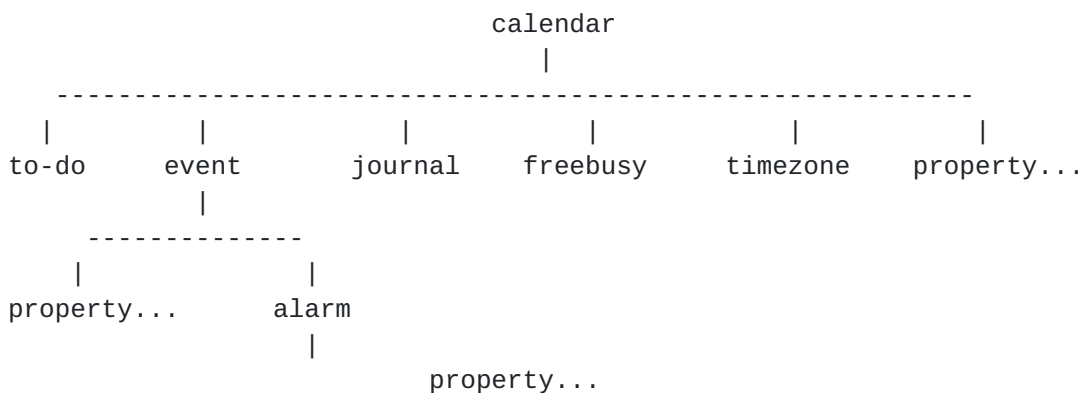 calendar
to-do event journal freebusy timezone property...
property... alarm
property...